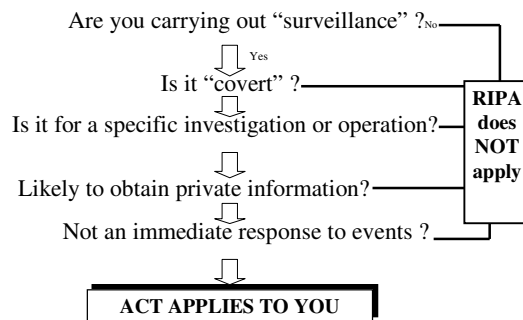 Are you carrying out “surveillance” ?No
Yes
Is it “covert” ?
Is it for a specific investigation or operation?
Likely to obtain private information?
Not an immediate response to events ?
RIPA
does
NOT
apply
ACT APPLIES TO YOU